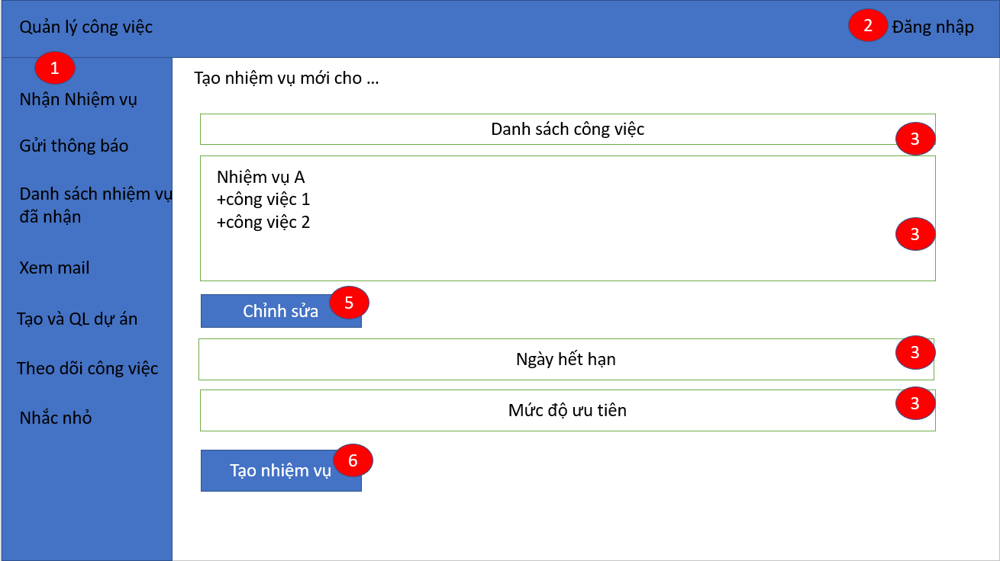 Quản lý công việc
2
Đăng nhập
1
Nhận Nhiệm vụ
Gửi thông báo
Danh sách nhiệm vụ
đã nhận
Xem mail
Tạo và QL dự án
Theo dõi công việc
Nhắc nhỏ
Tạo nhiệm vụ mới cho ...
Danh sách công việc
3
Nhiệm vụ A
+công việc 1
+công việc 2
3
Chỉnh sửa
5
Ngày hết hạn
3
Mức độ ưu tiên
3
Tạo nhiệm vụ
6